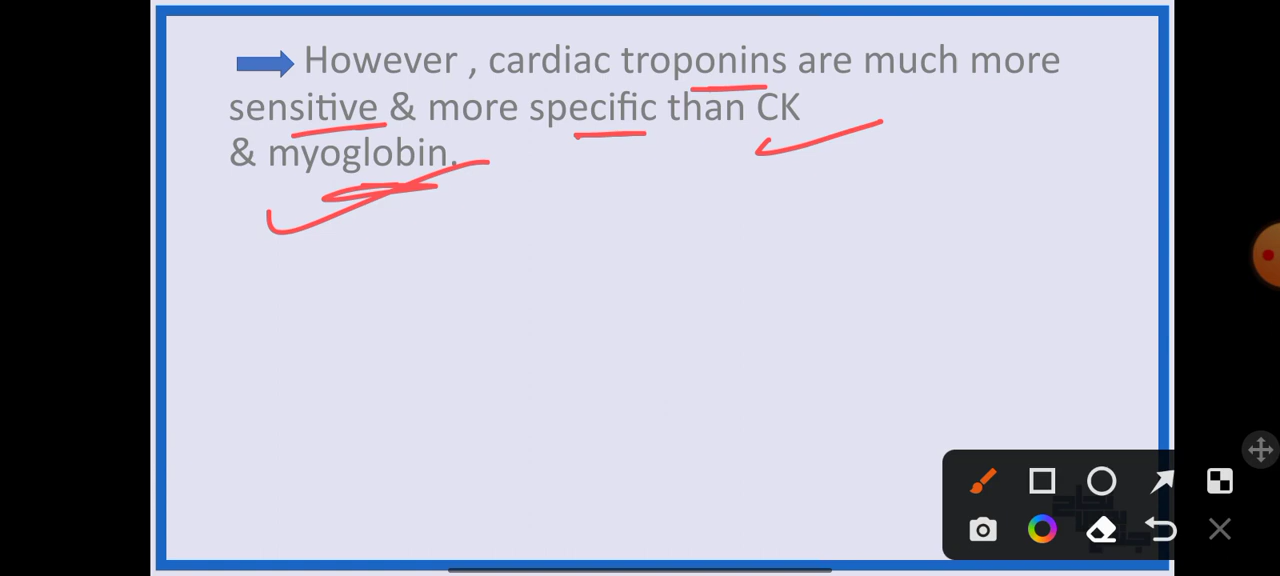 However , cardiac troponins are much more
sensitive & more specific than CK
& myoglobin.